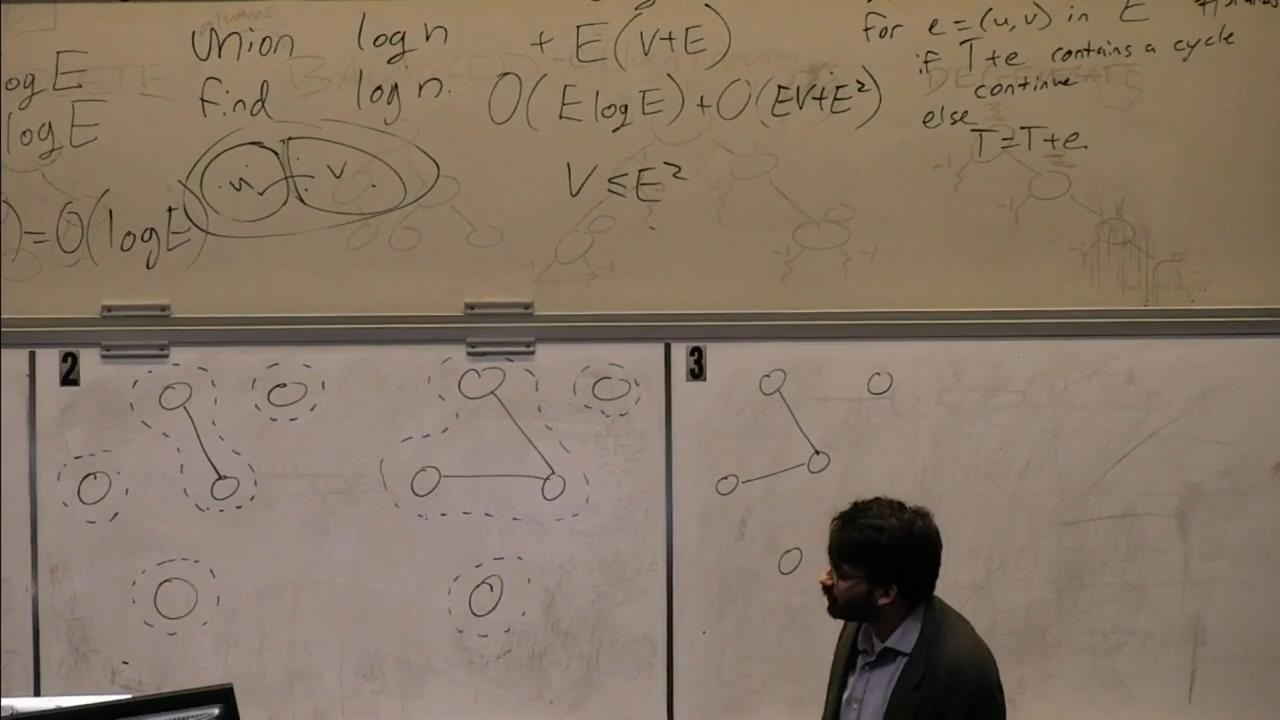 always
union log n + E(V+E)
find log n. O(E log E) + O(EV+E²)
og E
log E
u v
V ≤ E²
) = O(log E)
for e = (u, v) in E
if T+e contains a cycle
continue
else
T = T+e
2
3